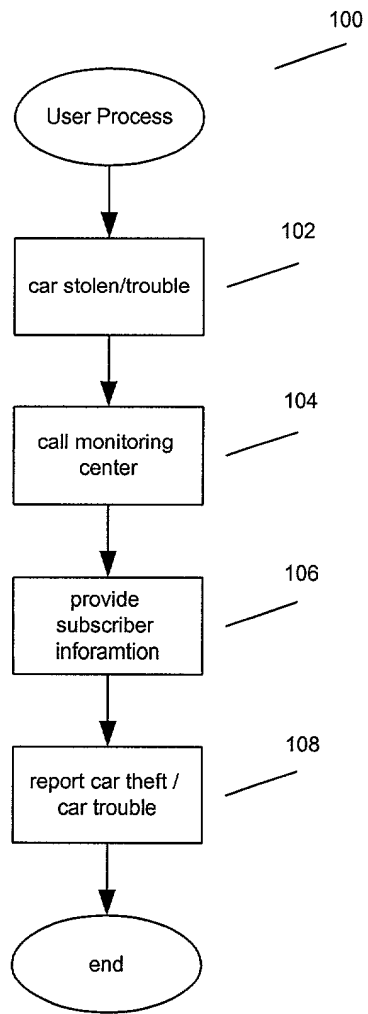 100
User Process
102
car stolen/trouble
104
call monitoring
center
106
provide
subscriber
inforamtion
108
report car theft /
car trouble
end